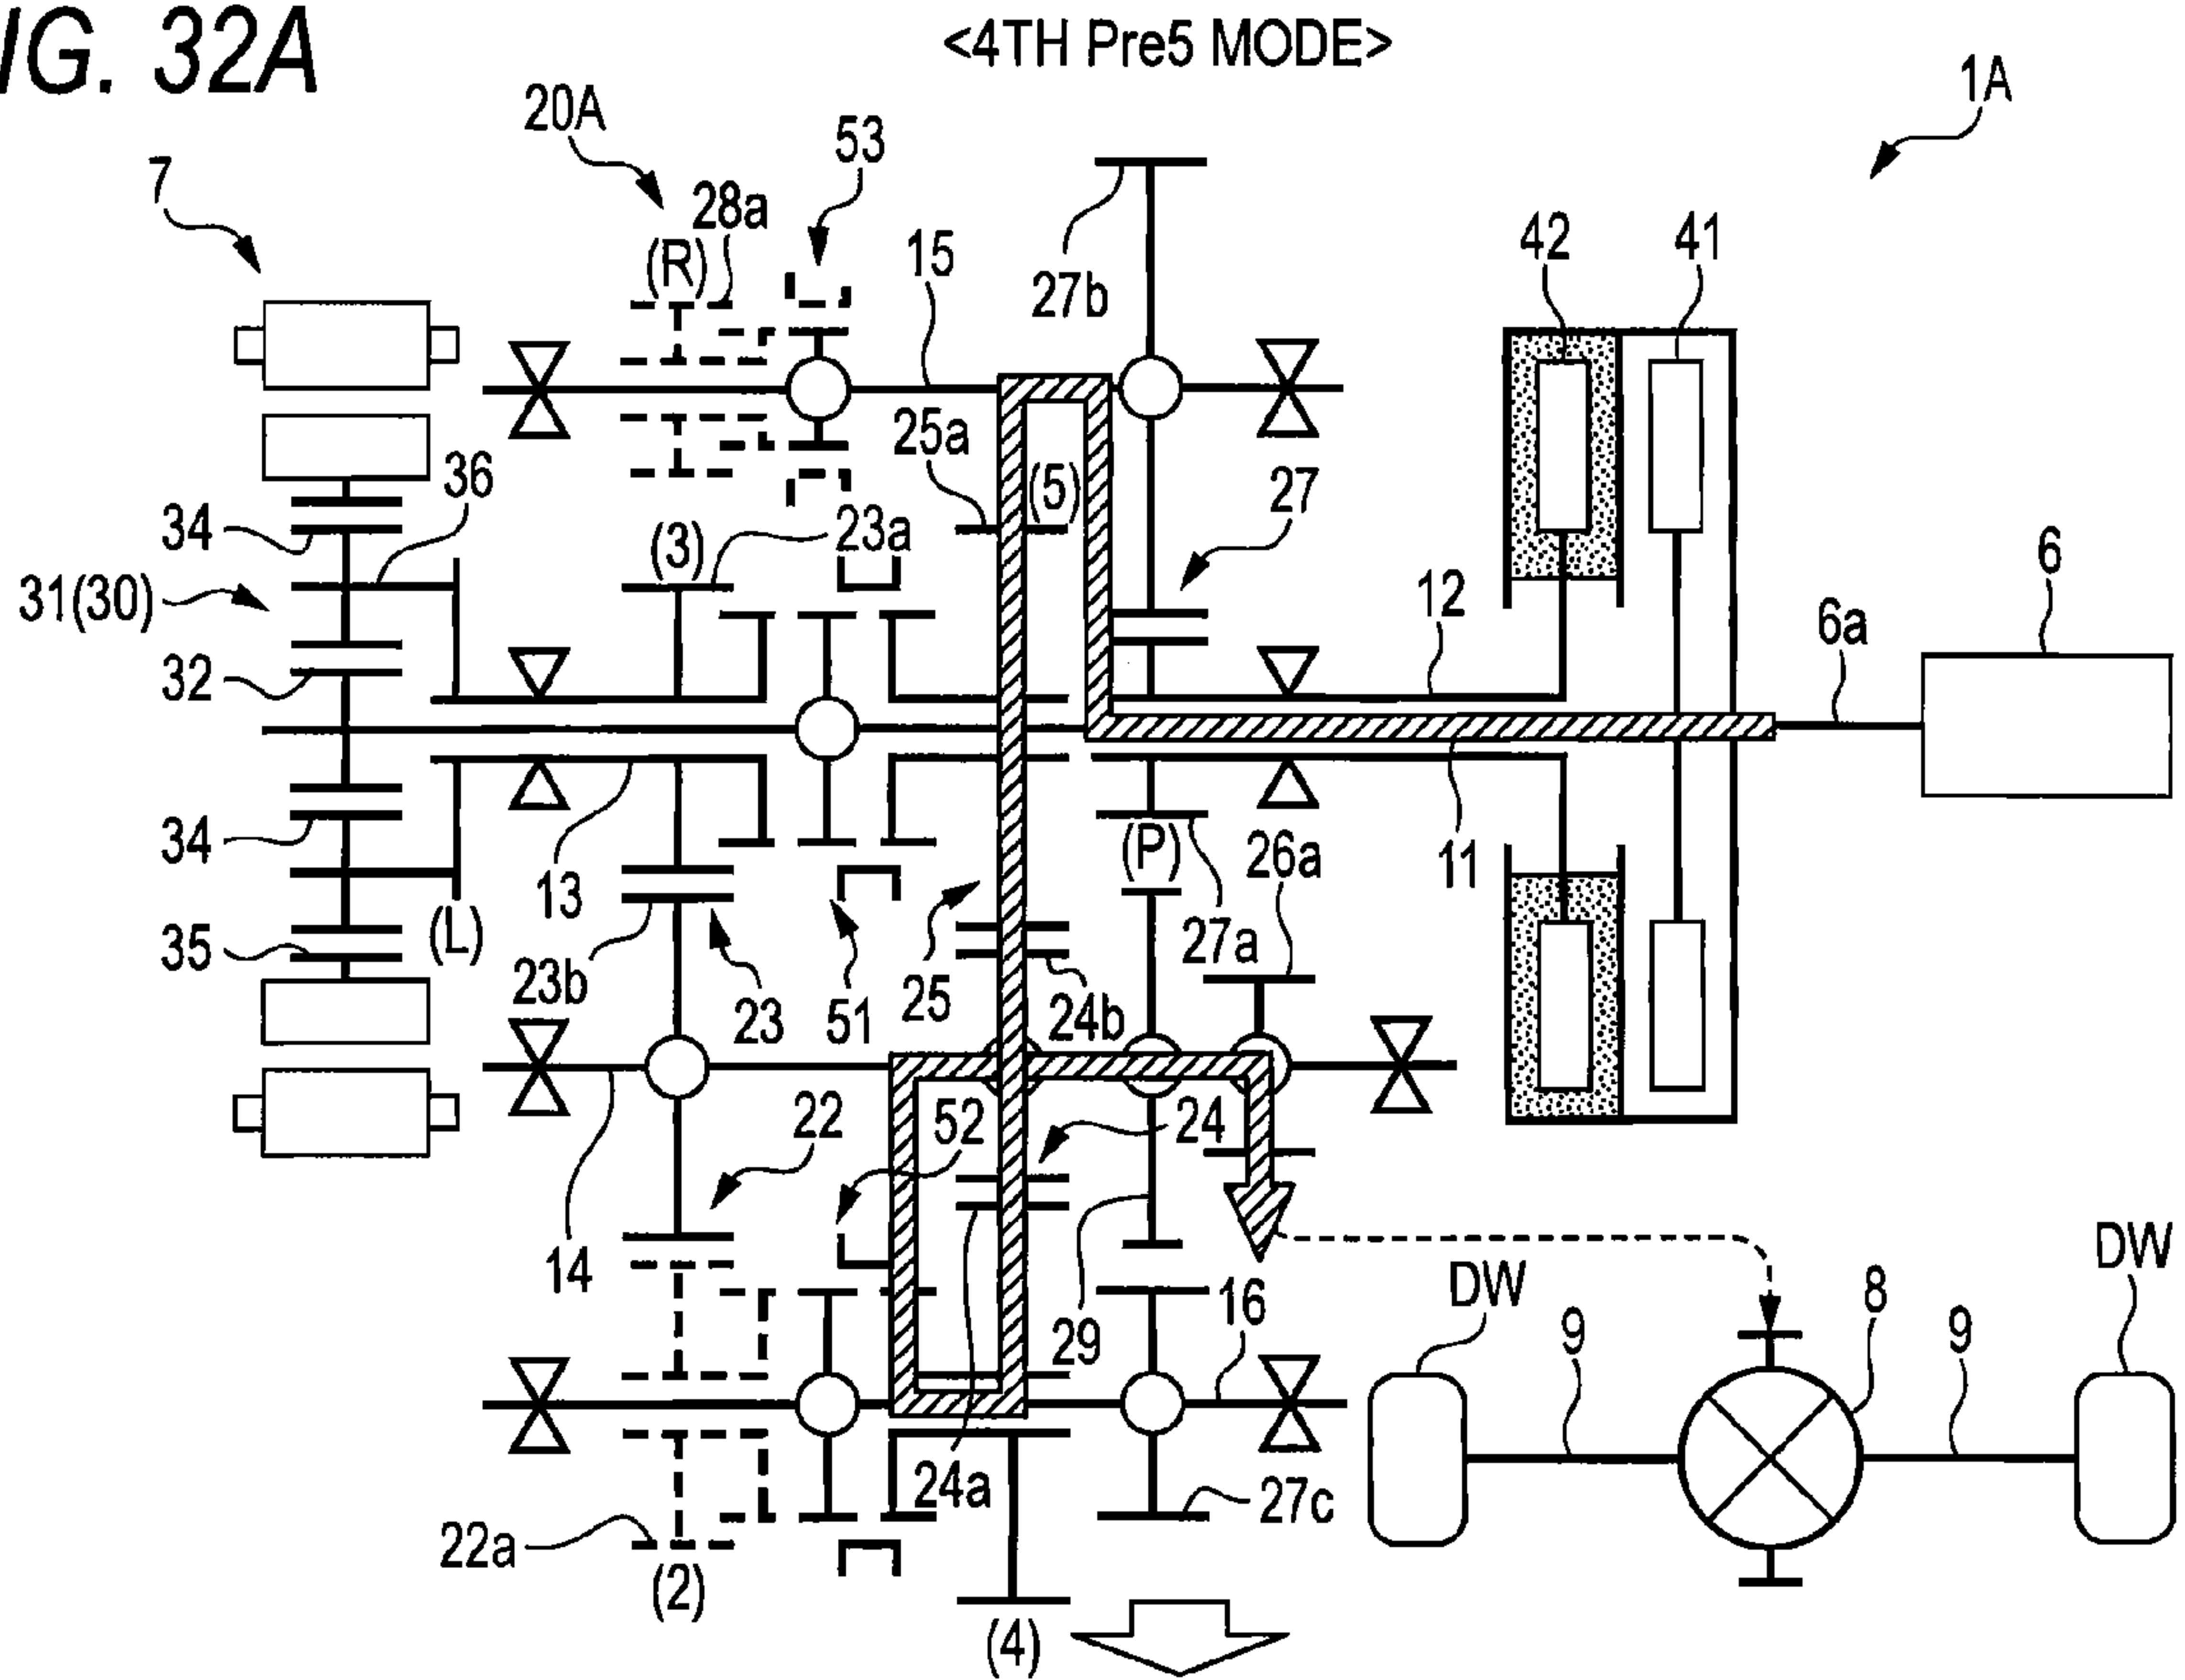 IG. 32A
<4TH Pre5 MODE>
1A
20A
53
7
28a
(R)
15
27b
42
41
25a
(5)
36
27
34
(3)
23a
6
31(30)
12
6a
32
34
(P)
26a
11
13
(L)
35
23b
23
51
25
24b
27a
22
52
24
14
29
16
DW
DW
9
8
9
24a
27c
22a
(2)
(4)